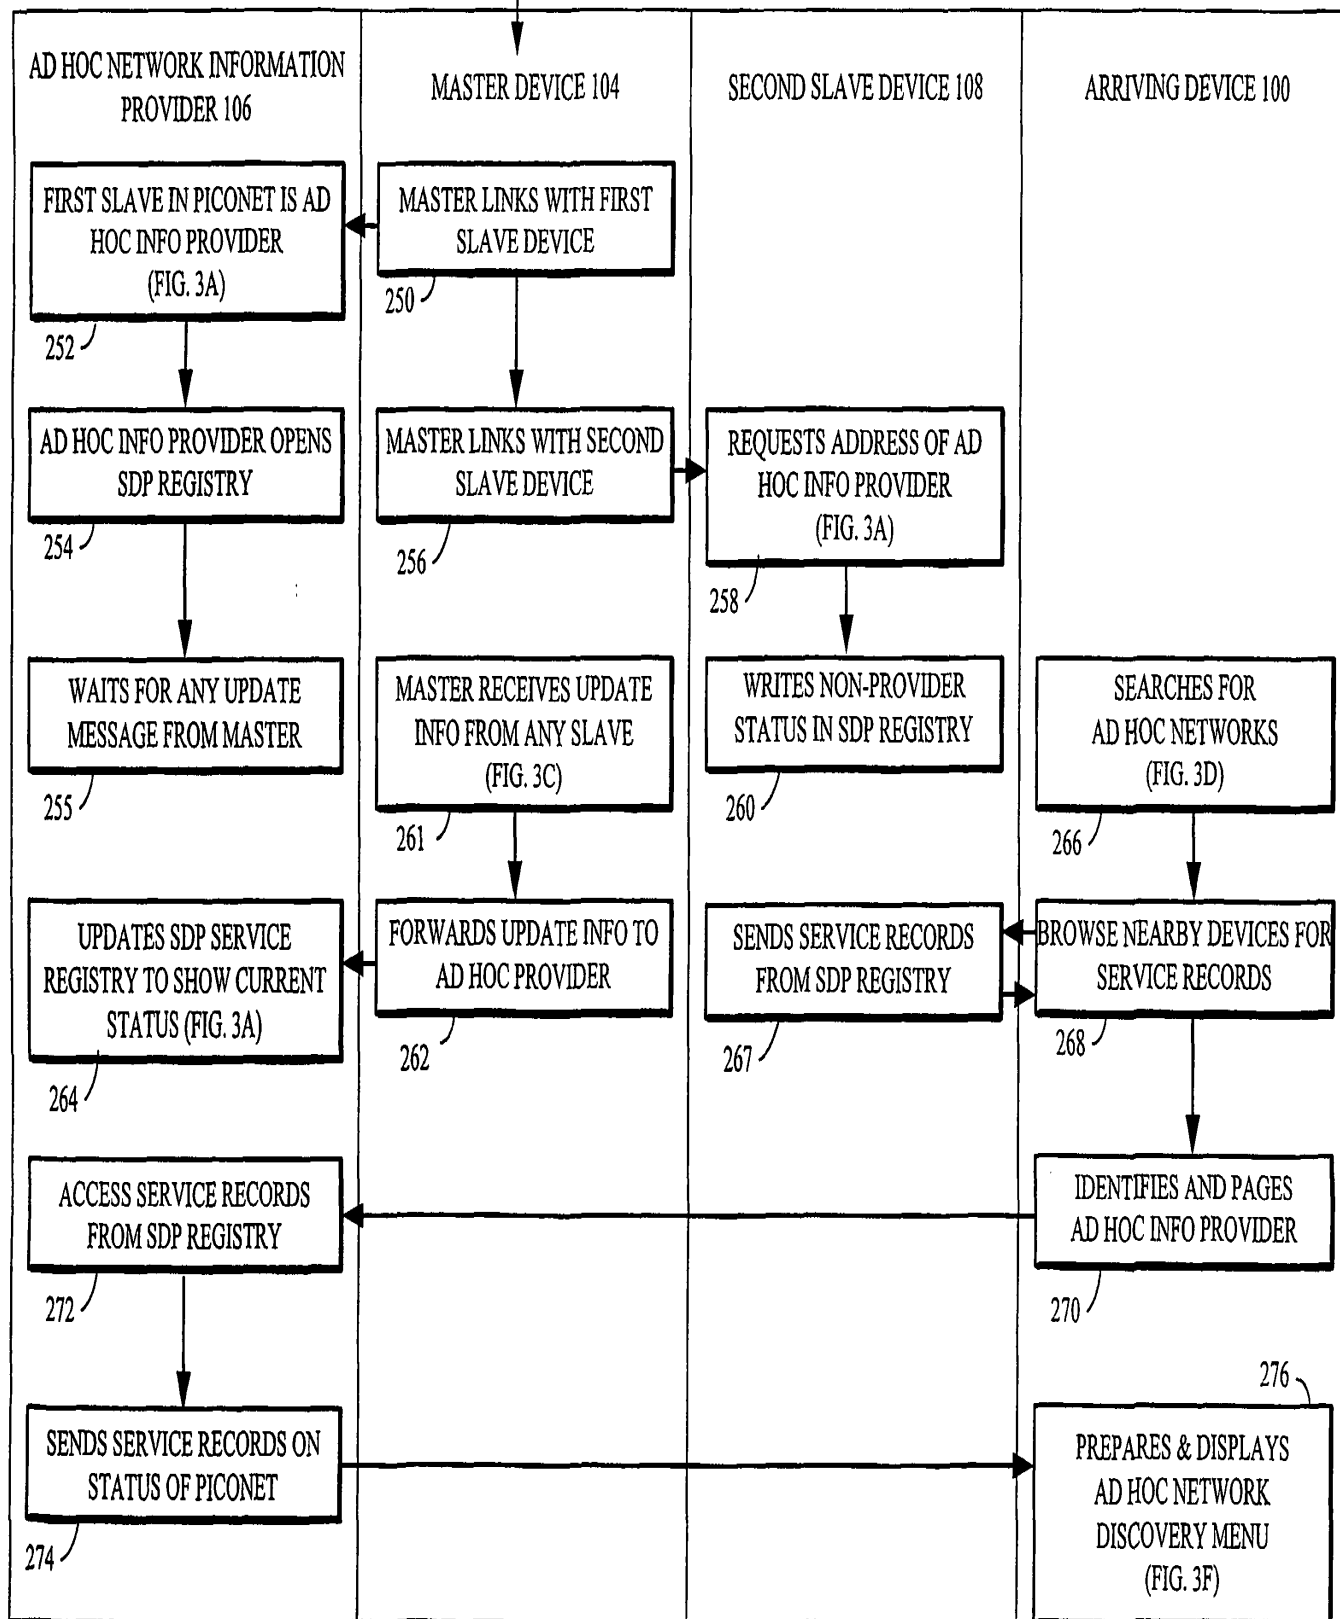 AD HOC NETWORK INFORMATION
PROVIDER 106
MASTER DEVICE 104
SECOND SLAVE DEVICE 108
ARRIVING DEVICE 100
FIRST SLAVE IN PICONET IS AD
HOC INFO PROVIDER
(FIG. 3A)
252
MASTER LINKS WITH FIRST
SLAVE DEVICE
250
AD HOC INFO PROVIDER OPENS
SDP REGISTRY
254
MASTER LINKS WITH SECOND
SLAVE DEVICE
256
REQUESTS ADDRESS OF AD
HOC INFO PROVIDER
(FIG. 3A)
258
WAITS FOR ANY UPDATE
MESSAGE FROM MASTER
255
MASTER RECEIVES UPDATE
INFO FROM ANY SLAVE
(FIG. 3C)
261
WRITES NON-PROVIDER
STATUS IN SDP REGISTRY
260
SEARCHES FOR
AD HOC NETWORKS
(FIG. 3D)
266
UPDATES SDP SERVICE
REGISTRY TO SHOW CURRENT
STATUS (FIG. 3A)
264
FORWARDS UPDATE INFO TO
AD HOC PROVIDER
262
SENDS SERVICE RECORDS
FROM SDP REGISTRY
267
BROWSE NEARBY DEVICES FOR
SERVICE RECORDS
268
ACCESS SERVICE RECORDS
FROM SDP REGISTRY
272
IDENTIFIES AND PAGES
AD HOC INFO PROVIDER
270
SENDS SERVICE RECORDS ON
STATUS OF PICONET
274
276
PREPARES & DISPLAYS
AD HOC NETWORK
DISCOVERY MENU
(FIG. 3F)